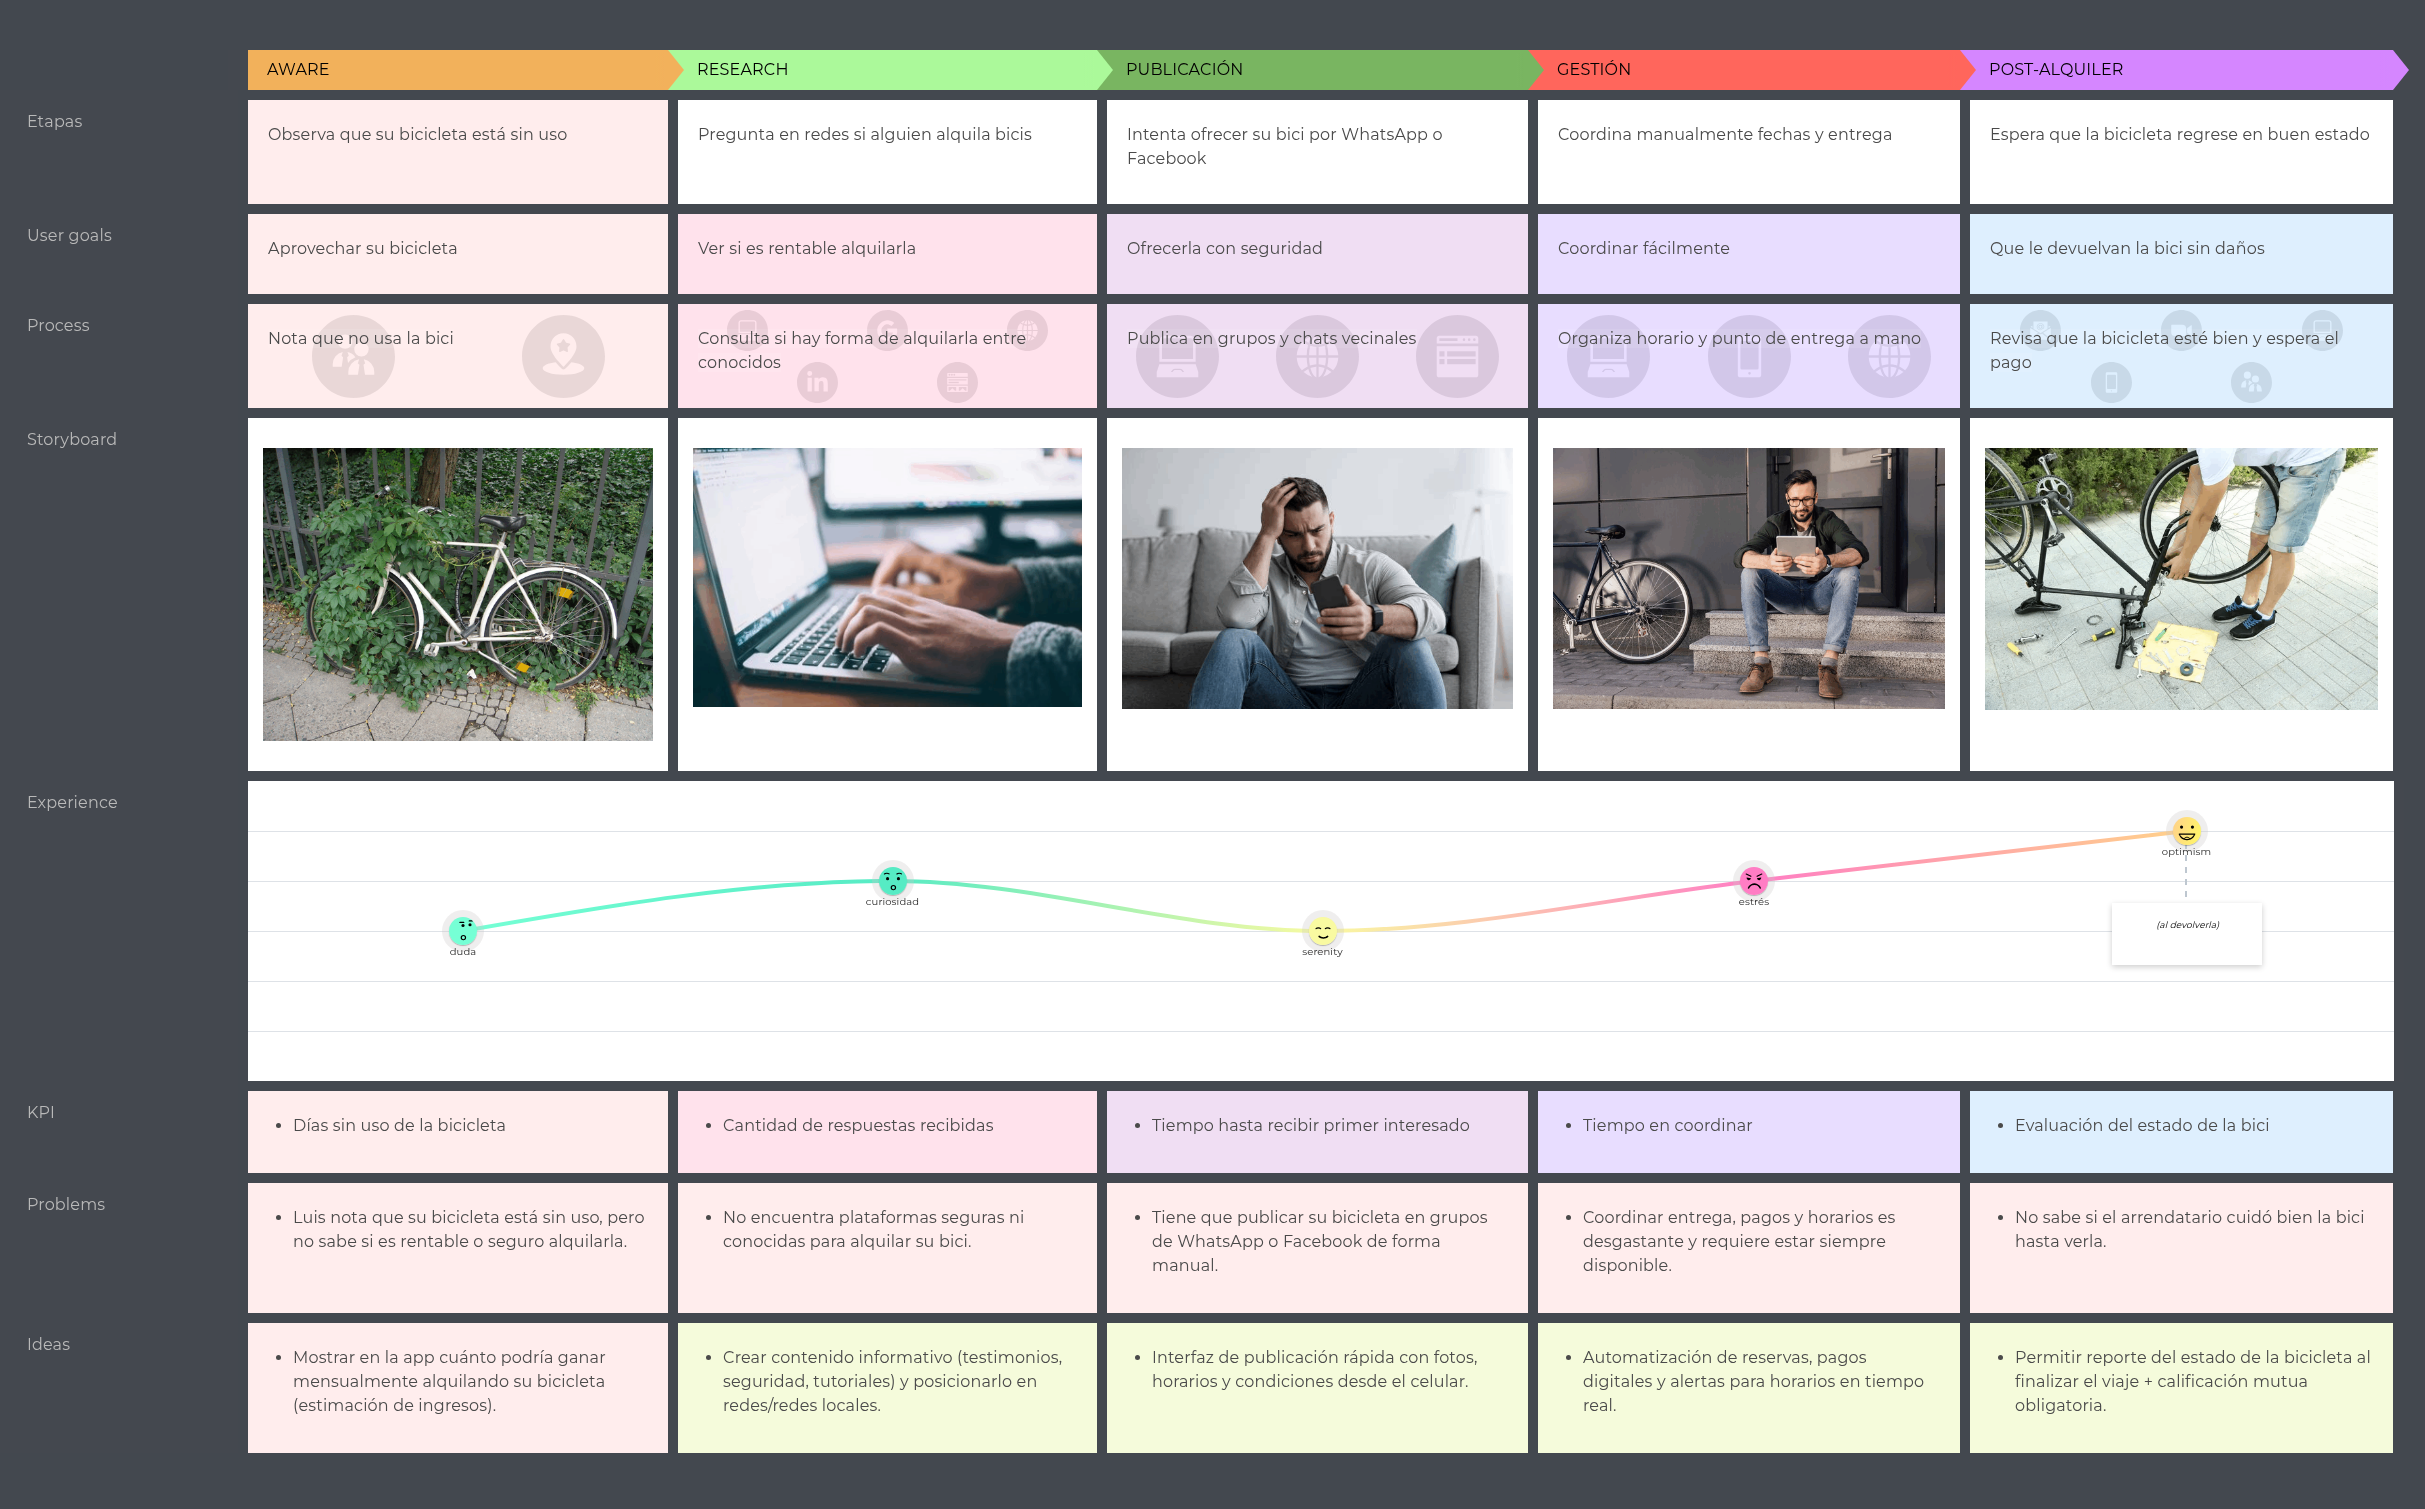 AWARE
RESEARCH
PUBLICACIÓN
GESTIÓN
POST-ALQUILER
Etapas
Observa que su bicicleta está sin uso
Pregunta en redes si alguien alquila bicis
Intenta ofrecer su bici por WhatsApp o
Facebook
Coordina manualmente fechas y entrega
Espera que la bicicleta regrese en buen estado
User goals
Aprovechar su bicicleta
Ver si es rentable alquilarla
Ofrecerla con seguridad
Coordinar fácilmente
Que le devuelvan la bici sin daños
Process
Nota que no usa la bici
Consulta si hay forma de alquilarla entre
conocidos
Publica en grupos y chats vecinales
Organiza horario y punto de entrega a mano
Revisa que la bicicleta esté bien y espera el
pago
Storyboard
Experience
duda
curiosidad
serenity
estrés
optimism
(al devolverla)
KPI
• Días sin uso de la bicicleta
• Cantidad de respuestas recibidas
• Tiempo hasta recibir primer interesado
• Tiempo en coordinar
• Evaluación del estado de la bici
Problems
• Luis nota que su bicicleta está sin uso, pero
no sabe si es rentable o seguro alquilarla.
• No encuentra plataformas seguras ni
conocidas para alquilar su bici.
• Tiene que publicar su bicicleta en grupos
de WhatsApp o Facebook de forma
manual.
• Coordinar entrega, pagos y horarios es
desgastante y requiere estar siempre
disponible.
• No sabe si el arrendatario cuidó bien la bici
hasta verla.
Ideas
• Mostrar en la app cuánto podría ganar
mensualmente alquilando su bicicleta
(estimación de ingresos).
• Crear contenido informativo (testimonios,
seguridad, tutoriales) y posicionarlo en
redes/redes locales.
• Interfaz de publicación rápida con fotos,
horarios y condiciones desde el celular.
• Automatización de reservas, pagos
digitales y alertas para horarios en tiempo
real.
• Permitir reporte del estado de la bicicleta al
finalizar el viaje + calificación mutua
obligatoria.